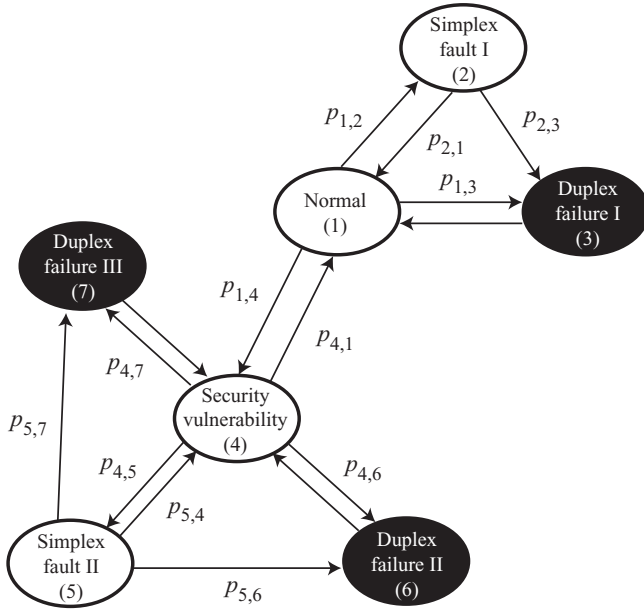 Simplex
fault I
(2)
p1,2
p2,1
p2,3
Normal
(1)
p1,3
Duplex
failure I
(3)
Duplex
failure III
(7)
p1,4
p4,1
p4,7
Security
vulnerability
(4)
p5,7
p4,5
p5,4
p4,6
Simplex
fault II
(5)
p5,6
Duplex
failure II
(6)